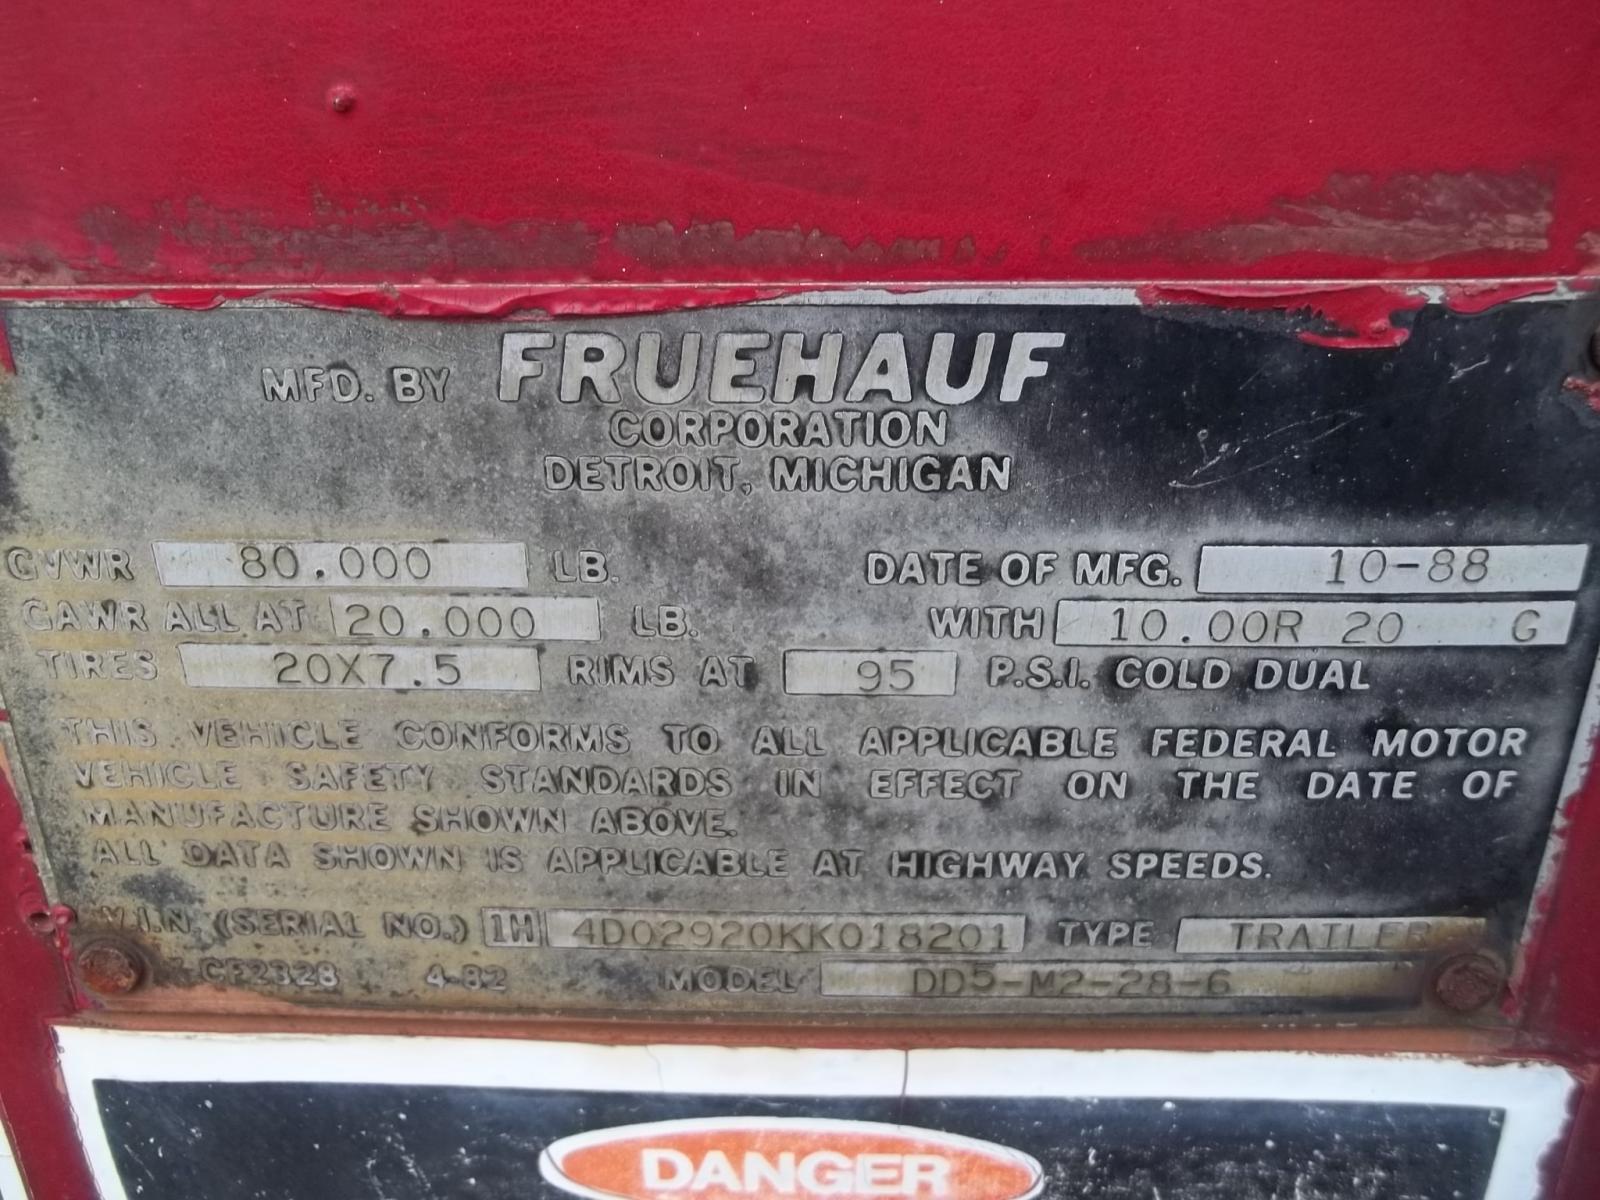 MFD. BY FRUEHAUF
CORPORATION
DETROIT, MICHIGAN
GVWR 80.000 LB. DATE OF MFG. 10-88
GAWR ALL AT 20.000 LB. WITH 10.00R 20 G
TIRES 20X7.5 RIMS AT 95 P.S.I. COLD DUAL
THIS VEHICLE CONFORMS TO ALL APPLICABLE FEDERAL MOTOR
VEHICLE SAFETY STANDARDS IN EFFECT ON THE DATE OF
MANUFACTURE SHOWN ABOVE.
ALL DATA SHOWN IS APPLICABLE AT HIGHWAY SPEEDS.
V.I.N. (SERIAL NO.) 1H 4D02920KK018201 TYPE TRAILER
CF2328 4-82 MODEL DD5-M2-28-6
DANGER